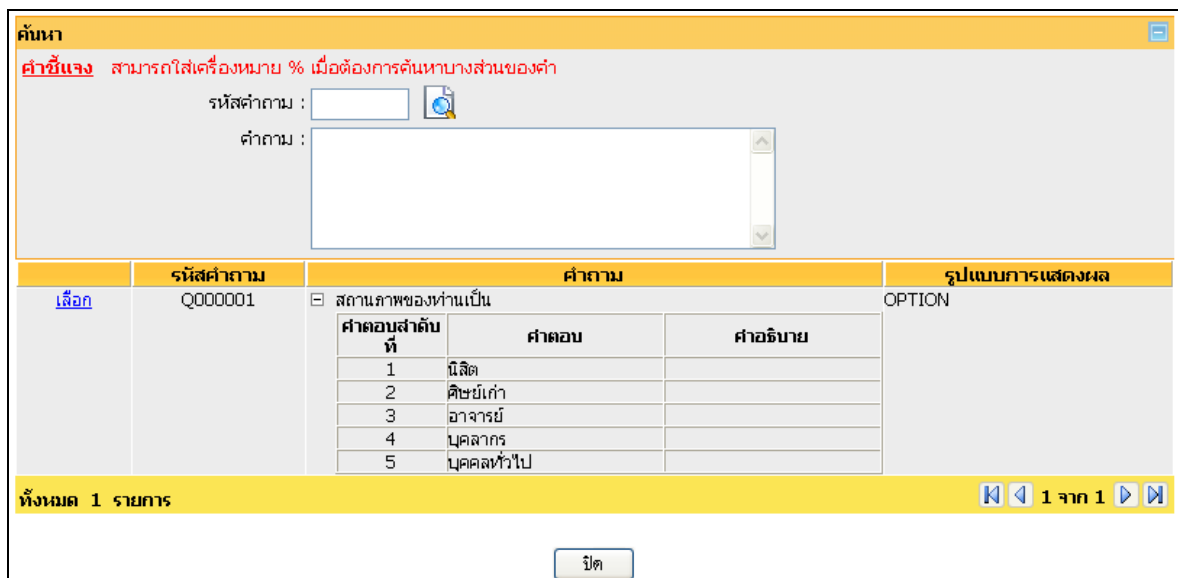 ค้นหา
คำชี้แจง สามารถใส่เครื่องหมาย % เมื่อต้องการค้นหาบางส่วนของคำ
รหัสคำถาม :
คำถาม :
รหัสคำถาม คำถาม รูปแบบการแสดงผล
เลือก Q000001 สถานภาพของท่านเป็น OPTION
คำตอบลำดับ
ที่ คำตอบ คำอธิบาย
1 นิสิต
2 ศิษย์เก่า
3 อาจารย์
4 บุคลากร
5 บุคคลทั่วไป
ทั้งหมด 1 รายการ 1 จาก 1
ปิด